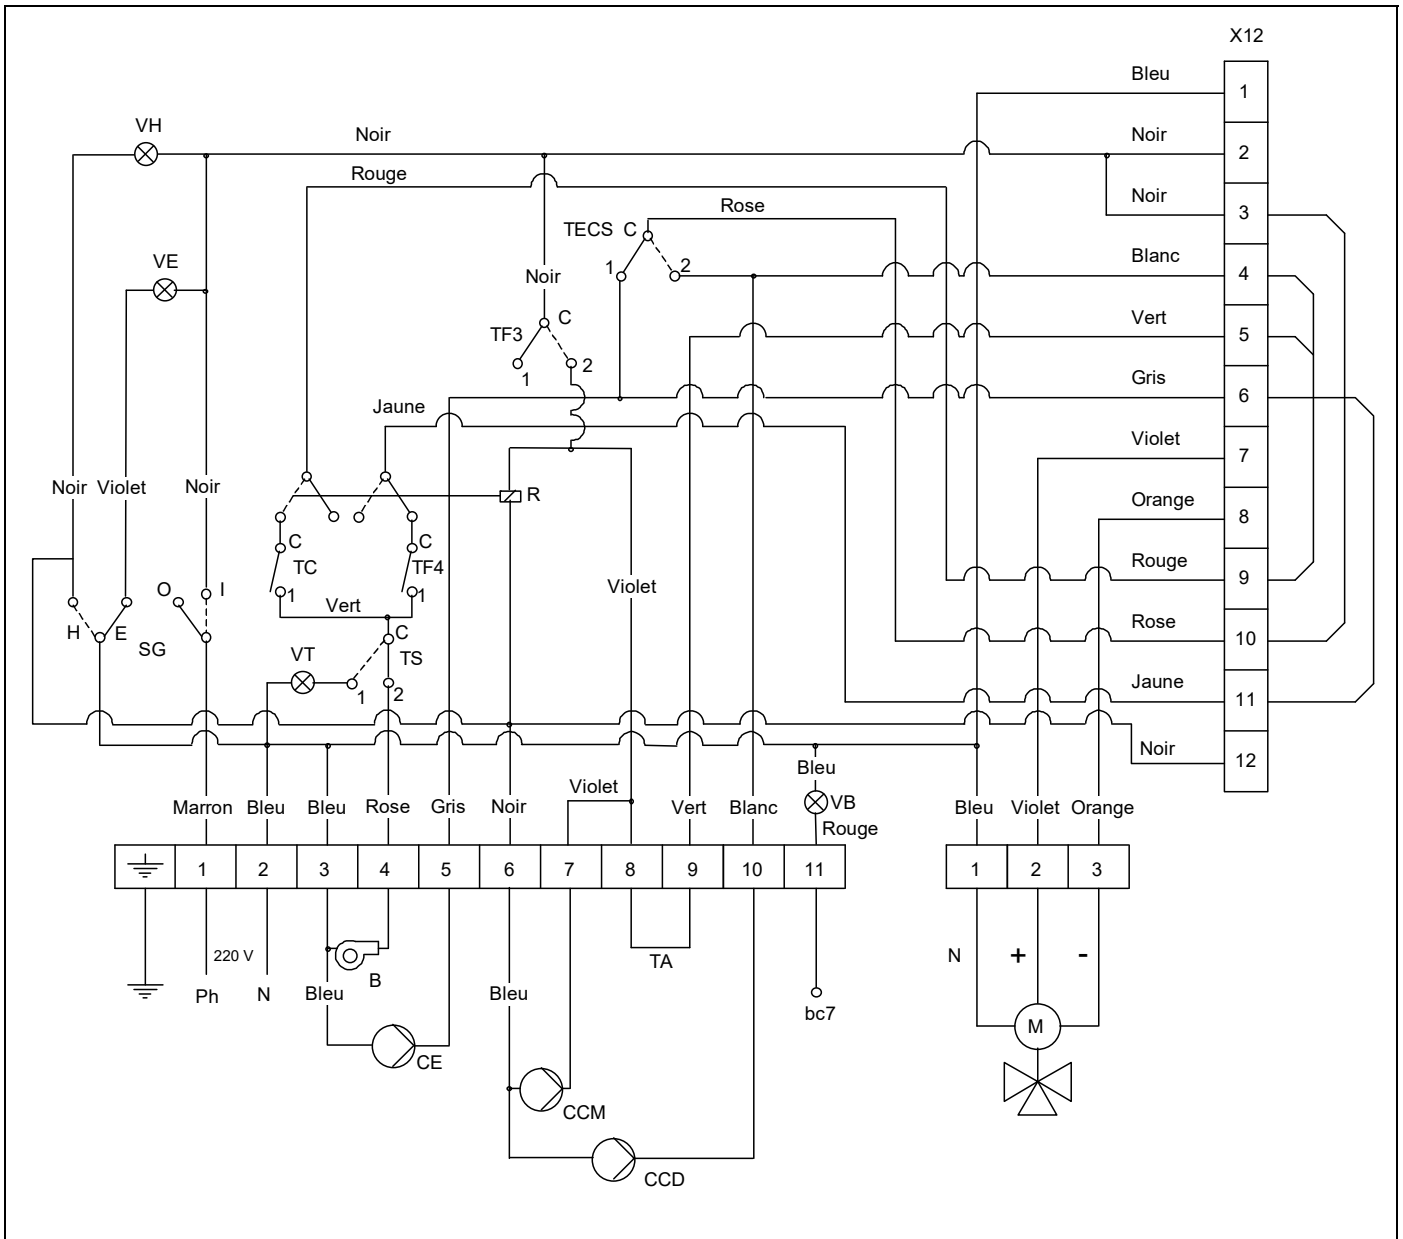 X12
Bleu
1
VH
Noir
Noir
2
Rouge
Noir
3
Rose
TECS C
1
2
Blanc
4
VE
Noir
Vert
5
TF3
C
1
2
Gris
6
Jaune
Violet
7
Noir
Violet
Noir
R
Orange
8
C
TC
1
C
TF4
1
Rouge
9
Violet
Vert
O
I
H
E
SG
Rose
10
C
TS
VT
1
2
Jaune
11
Noir
12
Bleu
VB
Rouge
Violet
Marron
Bleu
Bleu
Rose
Gris
Noir
Vert
Blanc
Bleu
Violet
Orange
1
2
3
4
5
6
7
8
9
10
11
1
2
3
220 V
Ph
N
Bleu
B
CE
Bleu
CCM
CCD
TA
bc7
N
+
-
M